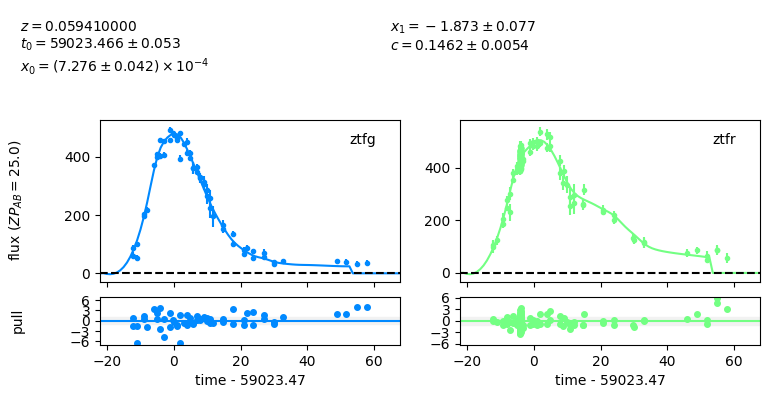 z = 0.059410000
t₀ = 59023.466 ± 0.053
x₀ = (7.276 ± 0.042) × 10⁻⁴
x₁ = −1.873 ± 0.077
c = 0.1462 ± 0.0054
flux (ZP_AB = 25.0)
400
200
0
ztfg
400
200
0
ztfr
pull
6
3
0
−3
−6
−20 0 20 40 60
time - 59023.47
6
3
0
−3
−6
−20 0 20 40 60
time - 59023.47